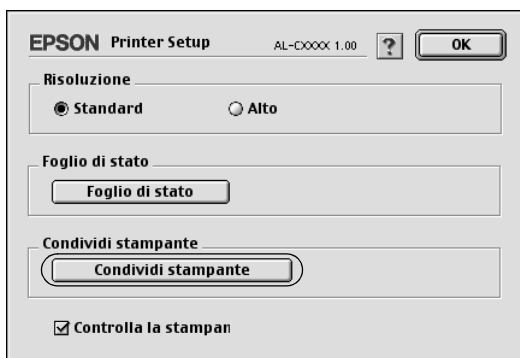 EPSON Printer Setup AL-CXXXX 1.00 ? OK
Risoluzione
Standard Alto
Foglio di stato
Foglio di stato
Condividi stampante
Condividi stampante
Controlla la stampan